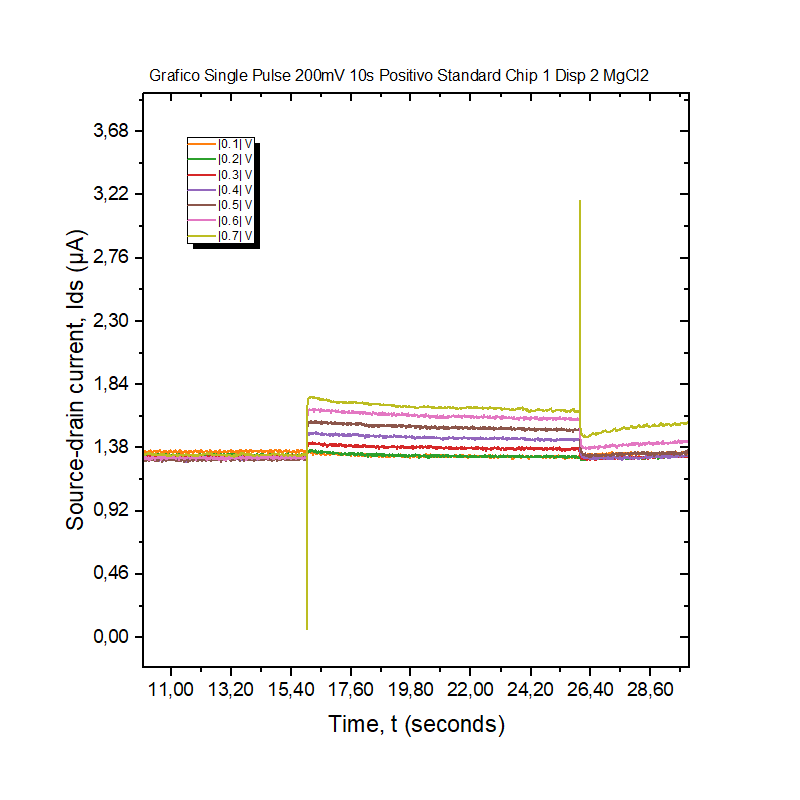 Grafico Single Pulse 200mV 10s Positivo Standard Chip 1 Disp 2 MgCl2
3,68
3,22
2,76
2,30
1,84
1,38
0,92
0,46
0,00
Source-drain current, Ids (µA)
|0.1| V
|0.2| V
|0.3| V
|0.4| V
|0.5| V
|0.6| V
|0.7| V
11,00 13,20 15,40 17,60 19,80 22,00 24,20 26,40 28,60
Time, t (seconds)